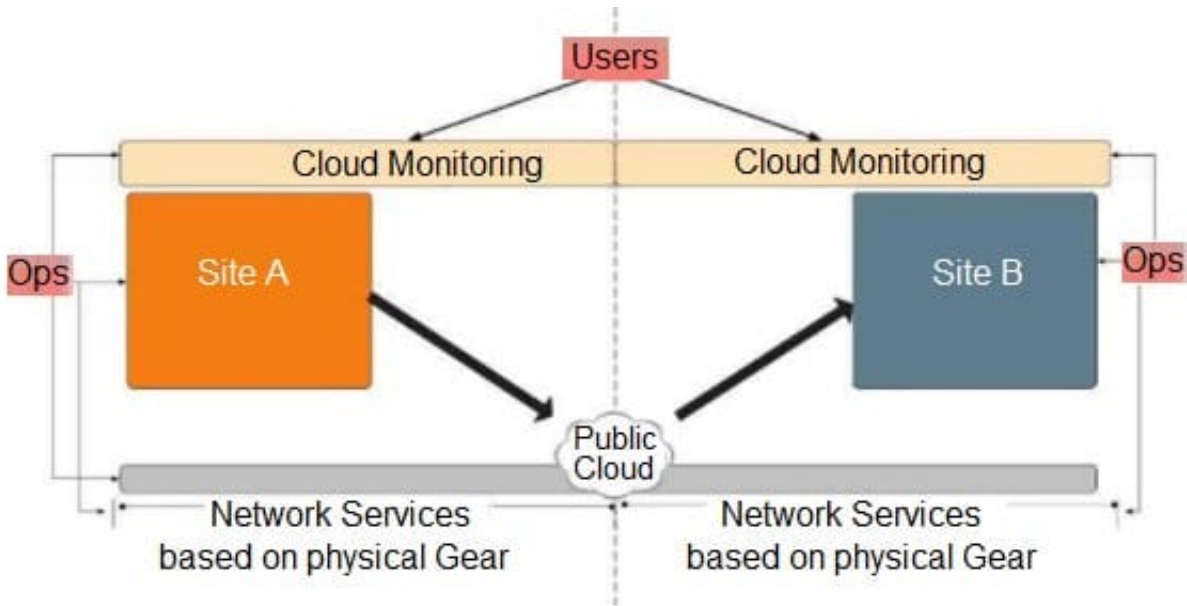 Users
Cloud Monitoring
Cloud Monitoring
Ops
Site A
Site B
Ops
Public
Cloud
Network Services
based on physical Gear
Network Services
based on physical Gear